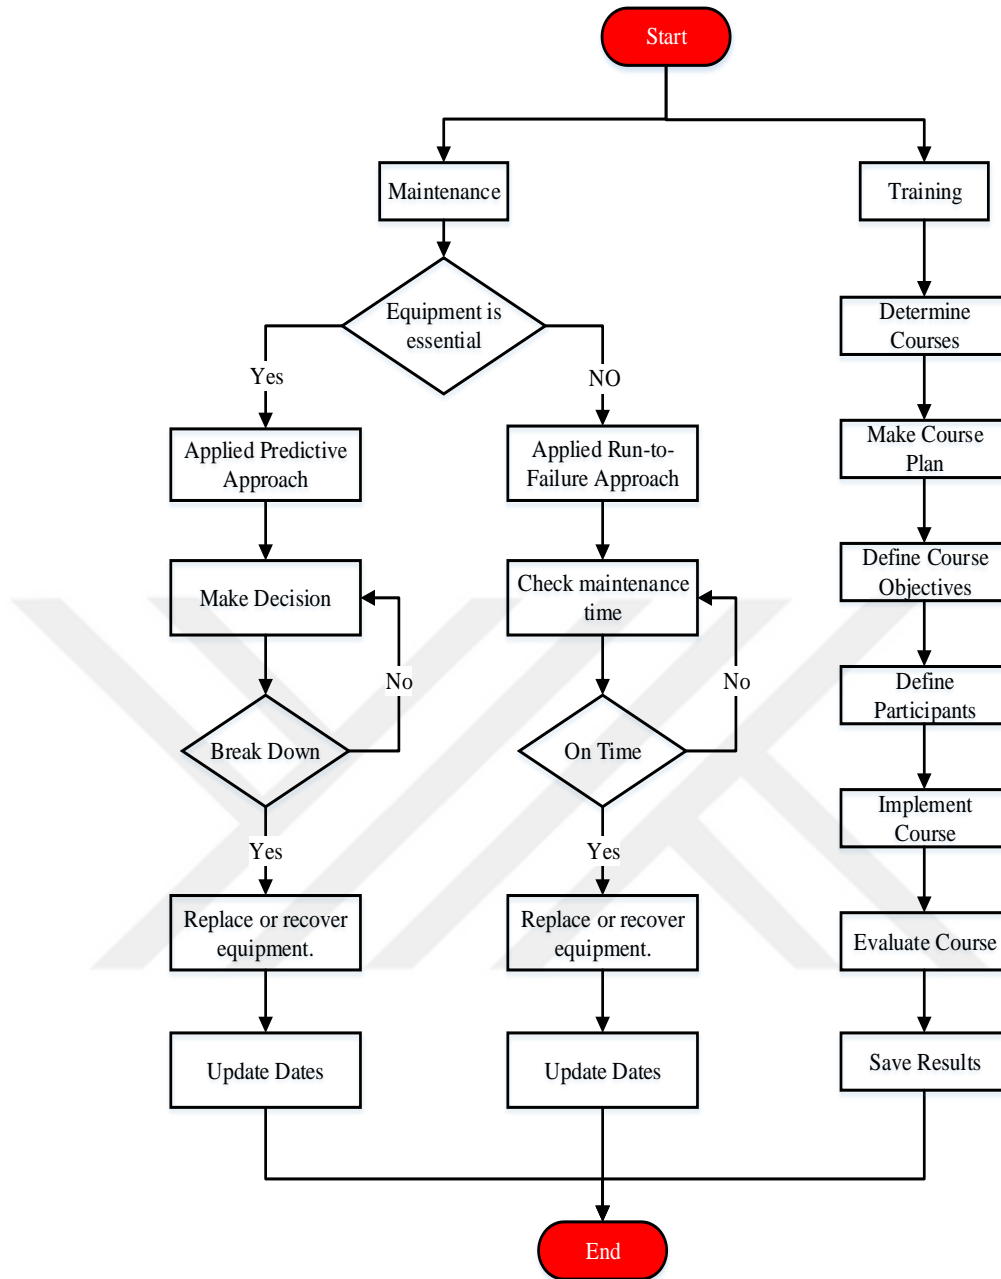 Start
Maintenance
Training
Equipment is
essential
Yes
NO
Determine
Courses
Applied Predictive
Approach
Applied Run-to-
Failure Approach
Make Course
Plan
Make Decision
Check maintenance
time
Define Course
Objectives
No
No
Define
Participants
Break Down
On Time
Implement
Course
Yes
Yes
Replace or recover
equipment.
Replace or recover
equipment.
Evaluate Course
Update Dates
Update Dates
Save Results
End